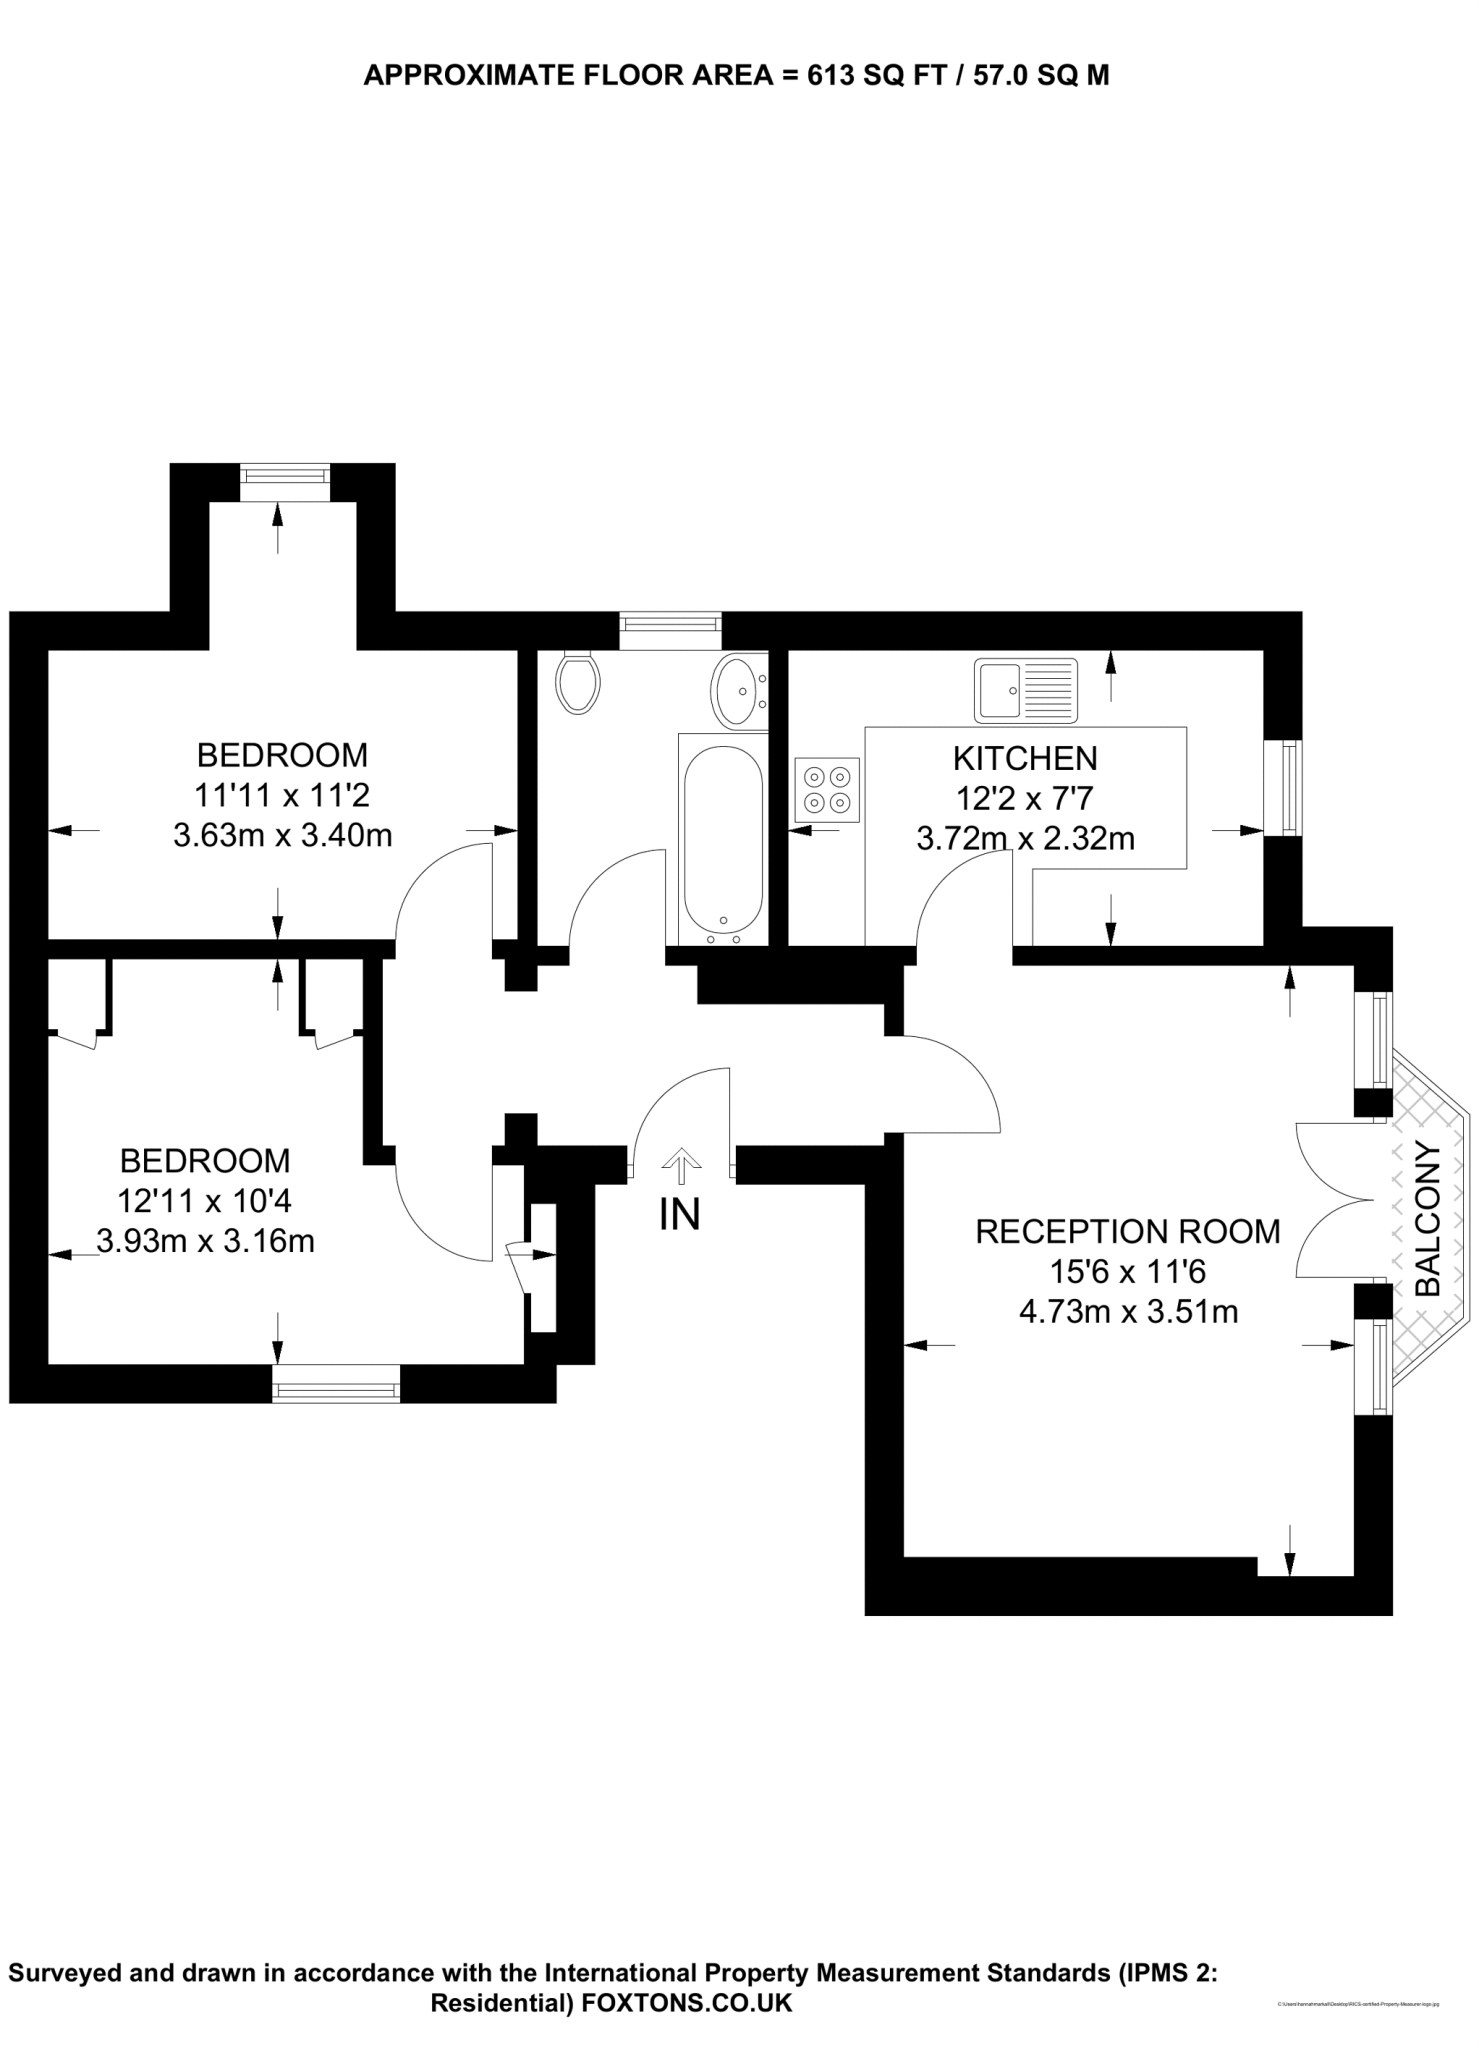 APPROXIMATE FLOOR AREA = 613 SQ FT / 57.0 SQ M
BEDROOM
11'11 x 11'2
3.63m x 3.40m
KITCHEN
12'2 x 7'7
3.72m x 2.32m
BEDROOM
12'11 x 10'4
3.93m x 3.16m
IN
RECEPTION ROOM
15'6 x 11'6
4.73m x 3.51m
BALCONY
Surveyed and drawn in accordance with the International Property Measurement Standards (IPMS 2:
Residential) FOXTONS.CO.UK